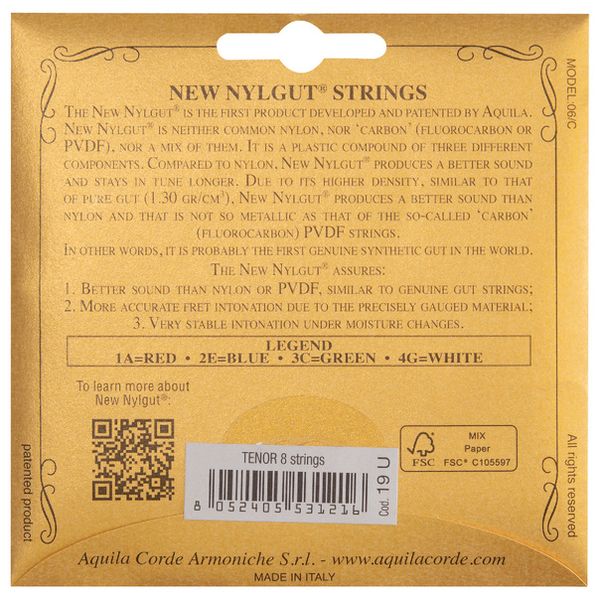 NEW NYLGUT® STRINGS
THE NEW NYLGUT® IS THE FIRST PRODUCT DEVELOPED AND PATENTED BY AQUILA.
NEW NYLGUT® IS NEITHER COMMON NYLON, NOR 'CARBON' (FLUOROCARBON OR
PVDF), NOR A MIX OF THEM. IT IS A PLASTIC COMPOUND OF THREE DIFFERENT
COMPONENTS. COMPARED TO NYLON, NEW NYLGUT® PRODUCES A BETTER SOUND
AND STAYS IN TUNE LONGER. DUE TO ITS HIGHER DENSITY, SIMILAR TO THAT
OF PURE GUT (1.30 GR/CM³), NEW NYLGUT® PRODUCES A BETTER SOUND THAN
NYLON AND THAT IS NOT SO METALLIC AS THAT OF THE SO-CALLED 'CARBON'
(FLUOROCARBON) PVDF STRINGS.
IN OTHER WORDS, IT IS PROBABLY THE FIRST GENUINE SYNTHETIC GUT IN THE WORLD.
THE NEW NYLGUT® ASSURES:
1. BETTER SOUND THAN NYLON OR PVDF, SIMILAR TO GENUINE GUT STRINGS;
2. MORE ACCURATE FRET INTONATION DUE TO THE PRECISELY GAUGED MATERIAL;
3. VERY STABLE INTONATION UNDER MOISTURE CHANGES.
LEGEND
1A=RED • 2E=BLUE • 3C=GREEN • 4G=WHITE
To learn more about
New Nylgut®:
TENOR 8 strings
8 052405 531216
Cod. 19 U
FSC
MIX
Paper
FSC® C105597
MODEL:06/C
patented product
All rights reserved
Aquila Corde Armoniche S.r.l. - www.aquilacorde.com
MADE IN ITALY